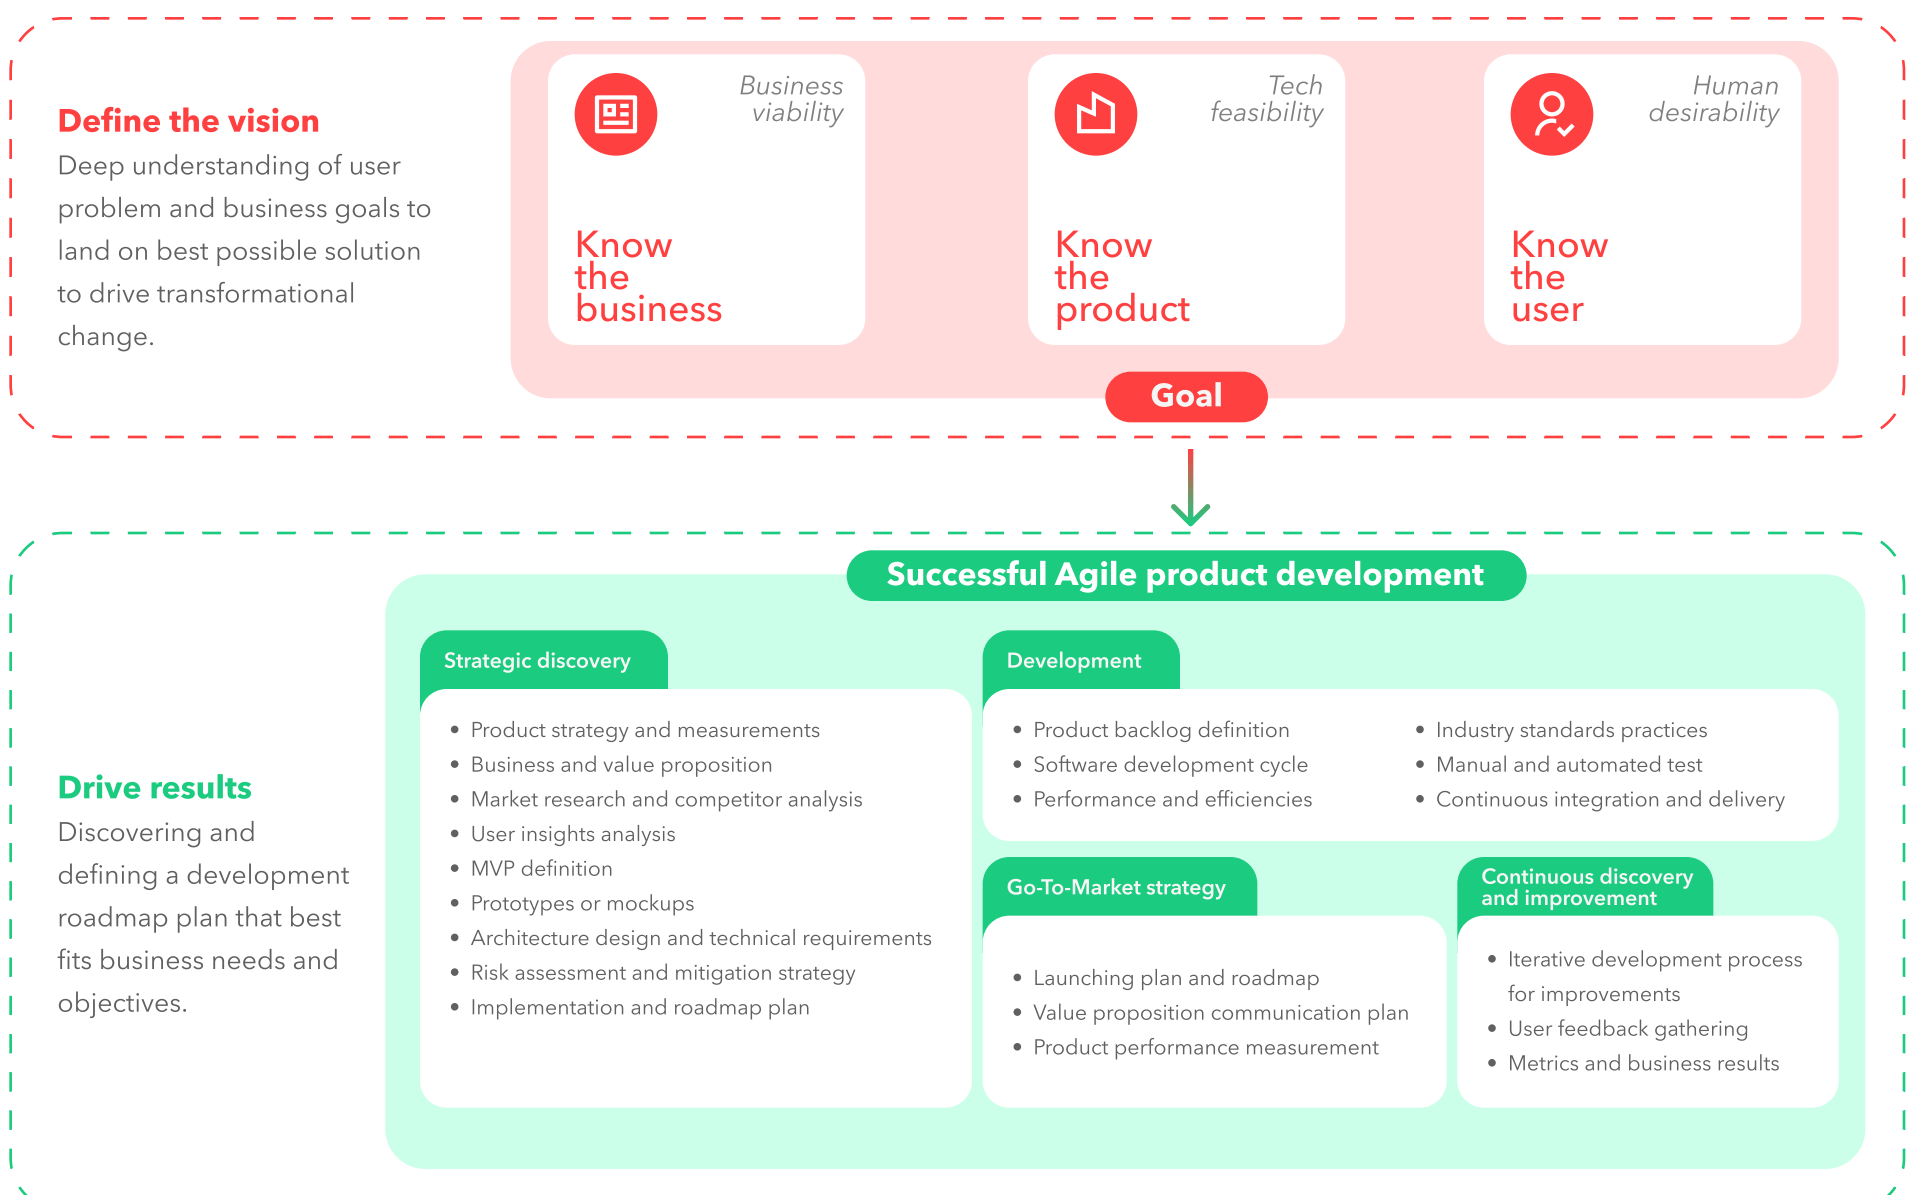 Define the vision
Deep understanding of user
problem and business goals to
land on best possible solution
to drive transformational
change.
Business
viability
Know
the
business
Tech
feasibility
Know
the
product
Human
desirability
Know
the
user
Goal
Successful Agile product development
Drive results
Discovering and
defining a development
roadmap plan that best
fits business needs and
objectives.
Strategic discovery
• Product strategy and measurements
• Business and value proposition
• Market research and competitor analysis
• User insights analysis
• MVP definition
• Prototypes or mockups
• Architecture design and technical requirements
• Risk assessment and mitigation strategy
• Implementation and roadmap plan
Development
• Product backlog definition
• Software development cycle
• Performance and efficiencies
• Industry standards practices
• Manual and automated test
• Continuous integration and delivery
Go-To-Market strategy
• Launching plan and roadmap
• Value proposition communication plan
• Product performance measurement
Continuous discovery
and improvement
• Iterative development process
for improvements
• User feedback gathering
• Metrics and business results